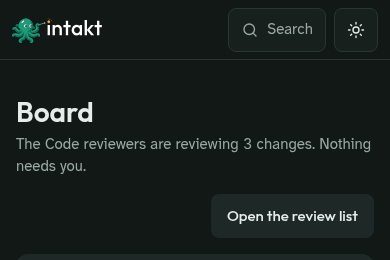 intakt
Search
Board
The Code reviewers are reviewing 3 changes. Nothing
needs you.
Open the review list